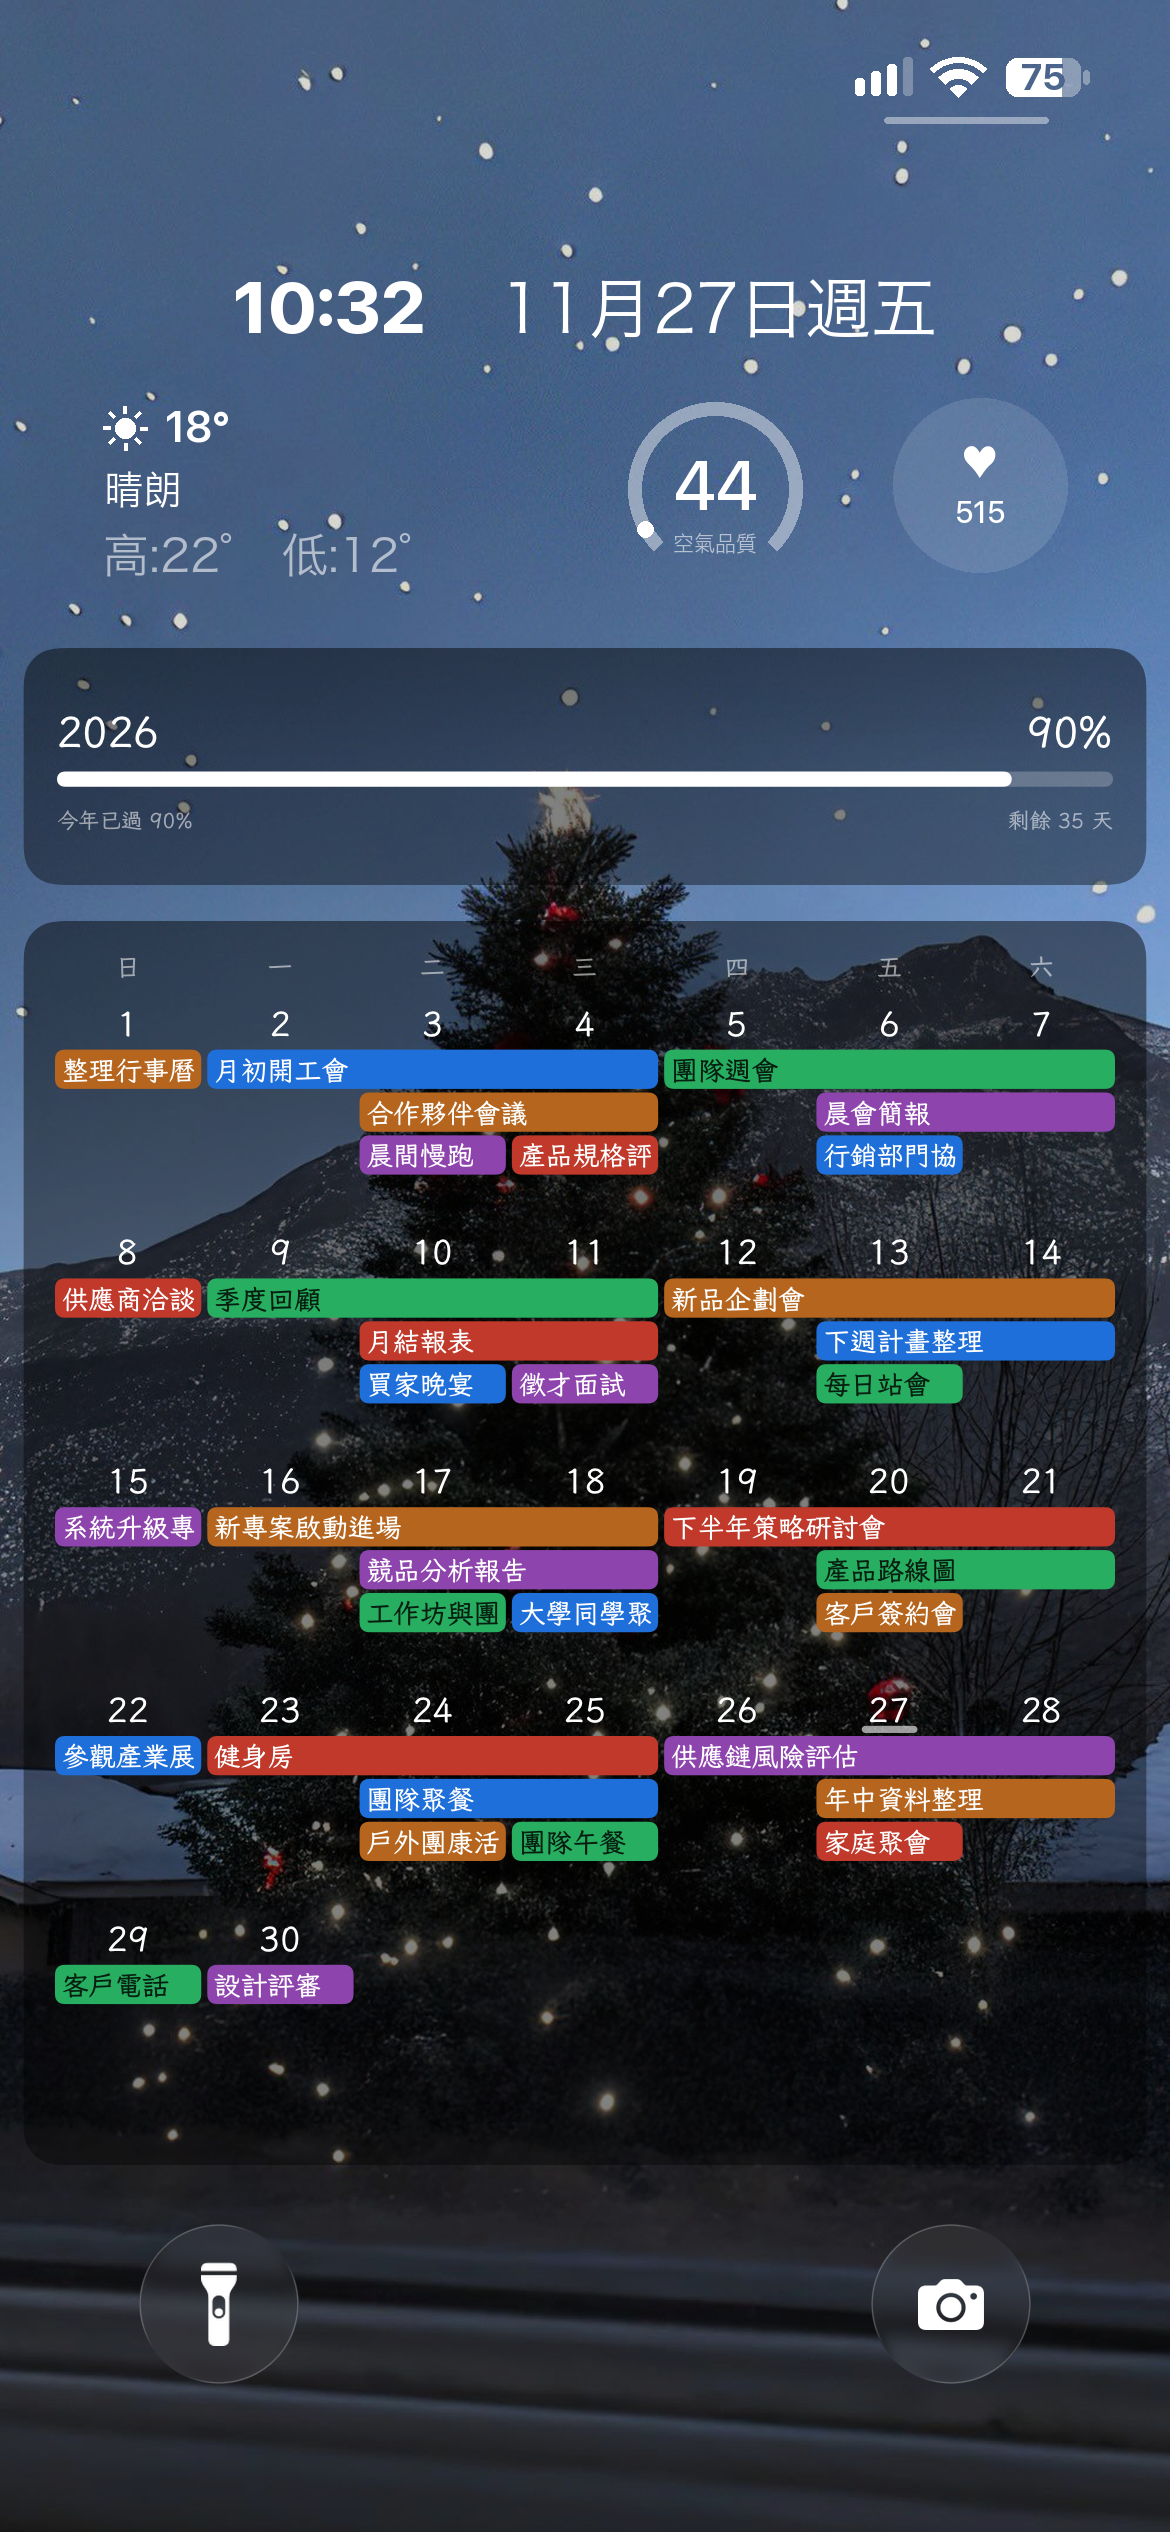 75
10:32 11月27日週五
18°
晴朗
高:22° 低:12°
44
空氣品質
515
2026 90%
今年已過 90% 剩餘 35 天
日 一 二 三 四 五 六
1 2 3 4 5 6 7
整理行事曆 月初開工會 團隊週會
合作夥伴會議 晨會簡報
晨間慢跑 產品規格評 行銷部門協
8 9 10 11 12 13 14
供應商洽談 季度回顧 新品企劃會
月結報表 下週計畫整理
買家晚宴 徵才面試 每日站會
15 16 17 18 19 20 21
系統升級專 新專案啟動進場 下半年策略研討會
競品分析報告 產品路線圖
工作坊與團 大學同學聚 客戶簽約會
22 23 24 25 26 27 28
參觀產業展 健身房 供應鏈風險評估
團隊聚餐 年中資料整理
戶外團康活 團隊午餐 家庭聚會
29 30
客戶電話 設計評審